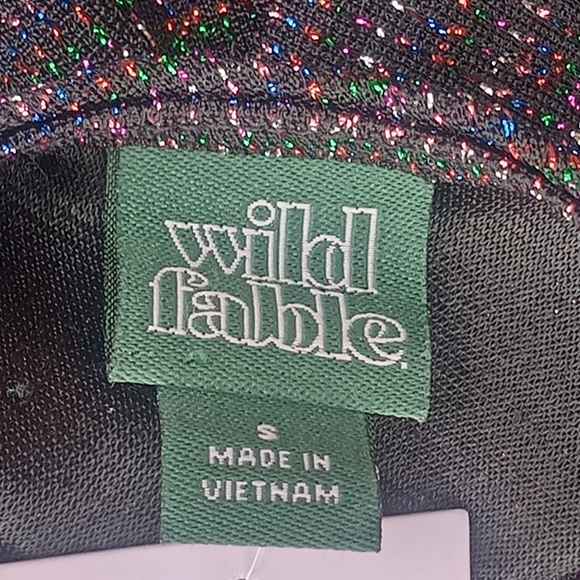 wild
fable.
S
MADE IN
VIETNAM